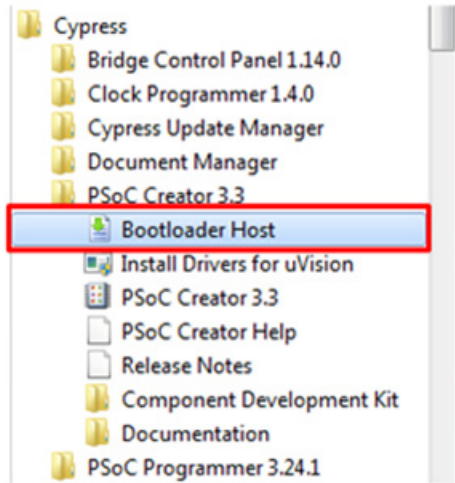 Cypress
Bridge Control Panel 1.14.0
Clock Programmer 1.4.0
Cypress Update Manager
Document Manager
PSoC Creator 3.3
Bootloader Host
Install Drivers for uVision
PSoC Creator 3.3
PSoC Creator Help
Release Notes
Component Development Kit
Documentation
PSoC Programmer 3.24.1